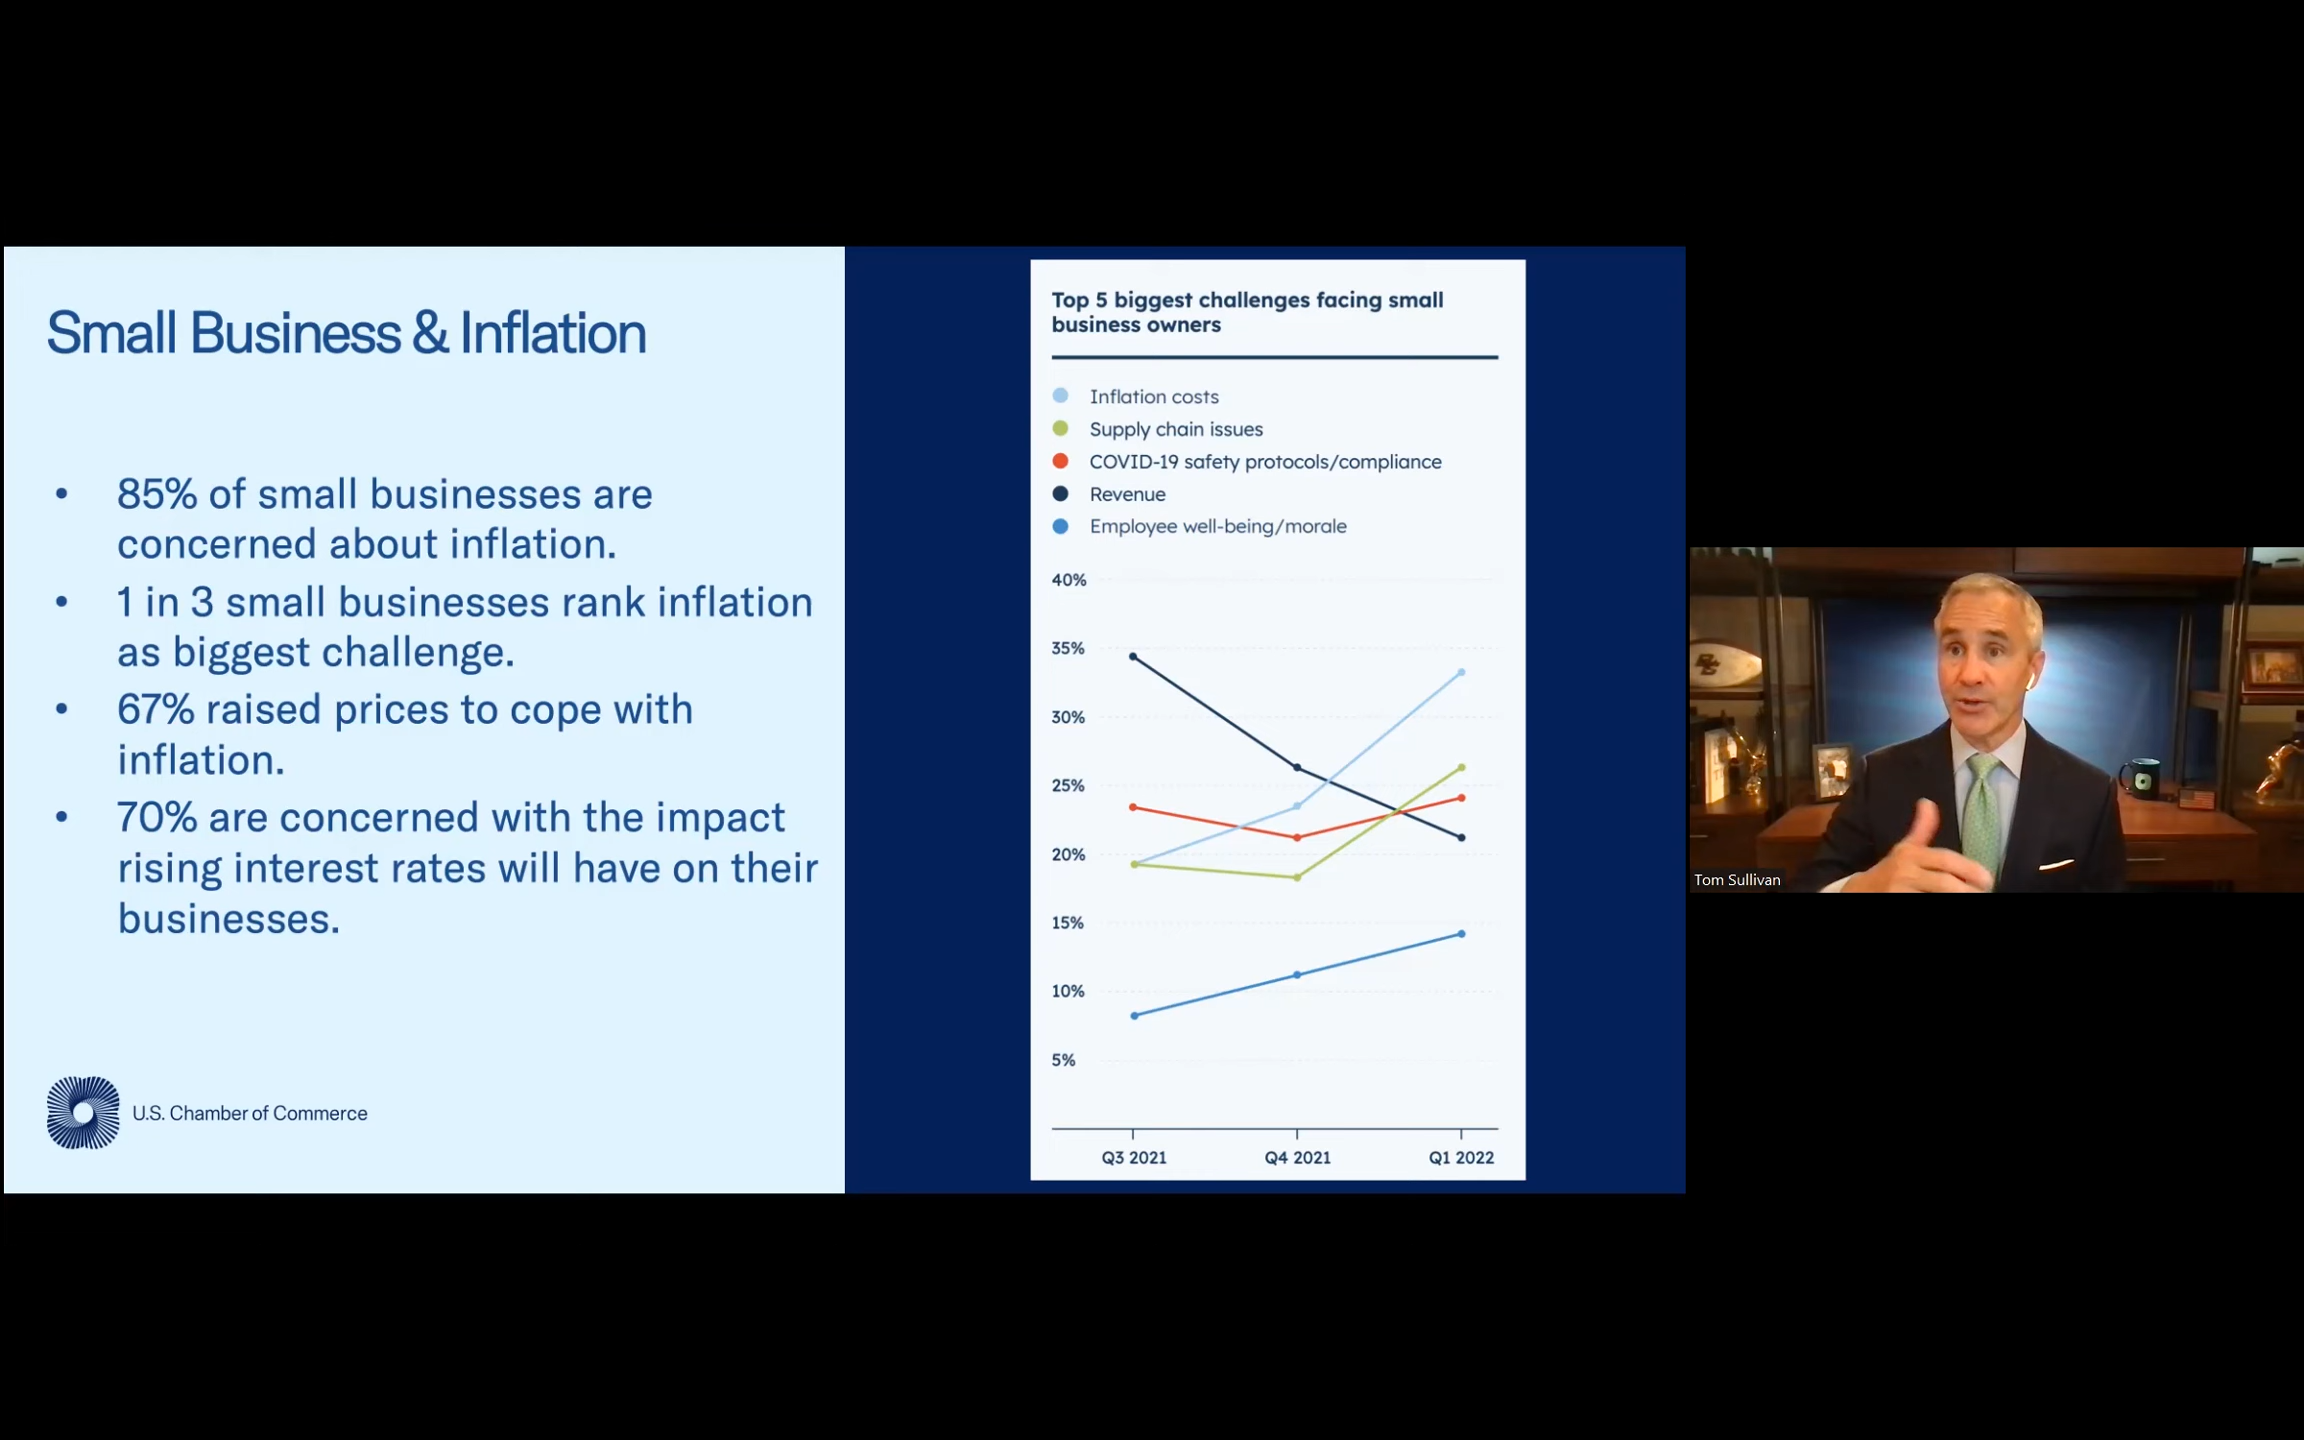 Small Business & Inflation
• 85% of small businesses are
concerned about inflation.
• 1 in 3 small businesses rank inflation
as biggest challenge.
• 67% raised prices to cope with
inflation.
• 70% are concerned with the impact
rising interest rates will have on their
businesses.
U.S. Chamber of Commerce
Top 5 biggest challenges facing small
business owners
Inflation costs
Supply chain issues
COVID-19 safety protocols/compliance
Revenue
Employee well-being/morale
40%
35%
30%
25%
20%
15%
10%
5%
Q3 2021 Q4 2021 Q1 2022
BC
Tom Sullivan